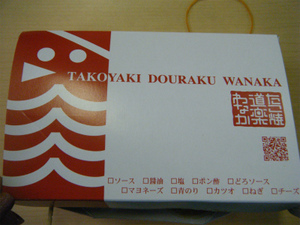 TAKOYAKI DOURAKU WANAKA
たこ焼
道楽
わなか
□ソース □醤油 □塩 □ポン酢 □どろソース
□マヨネーズ □青のり □カツオ □ねぎ □チーズ